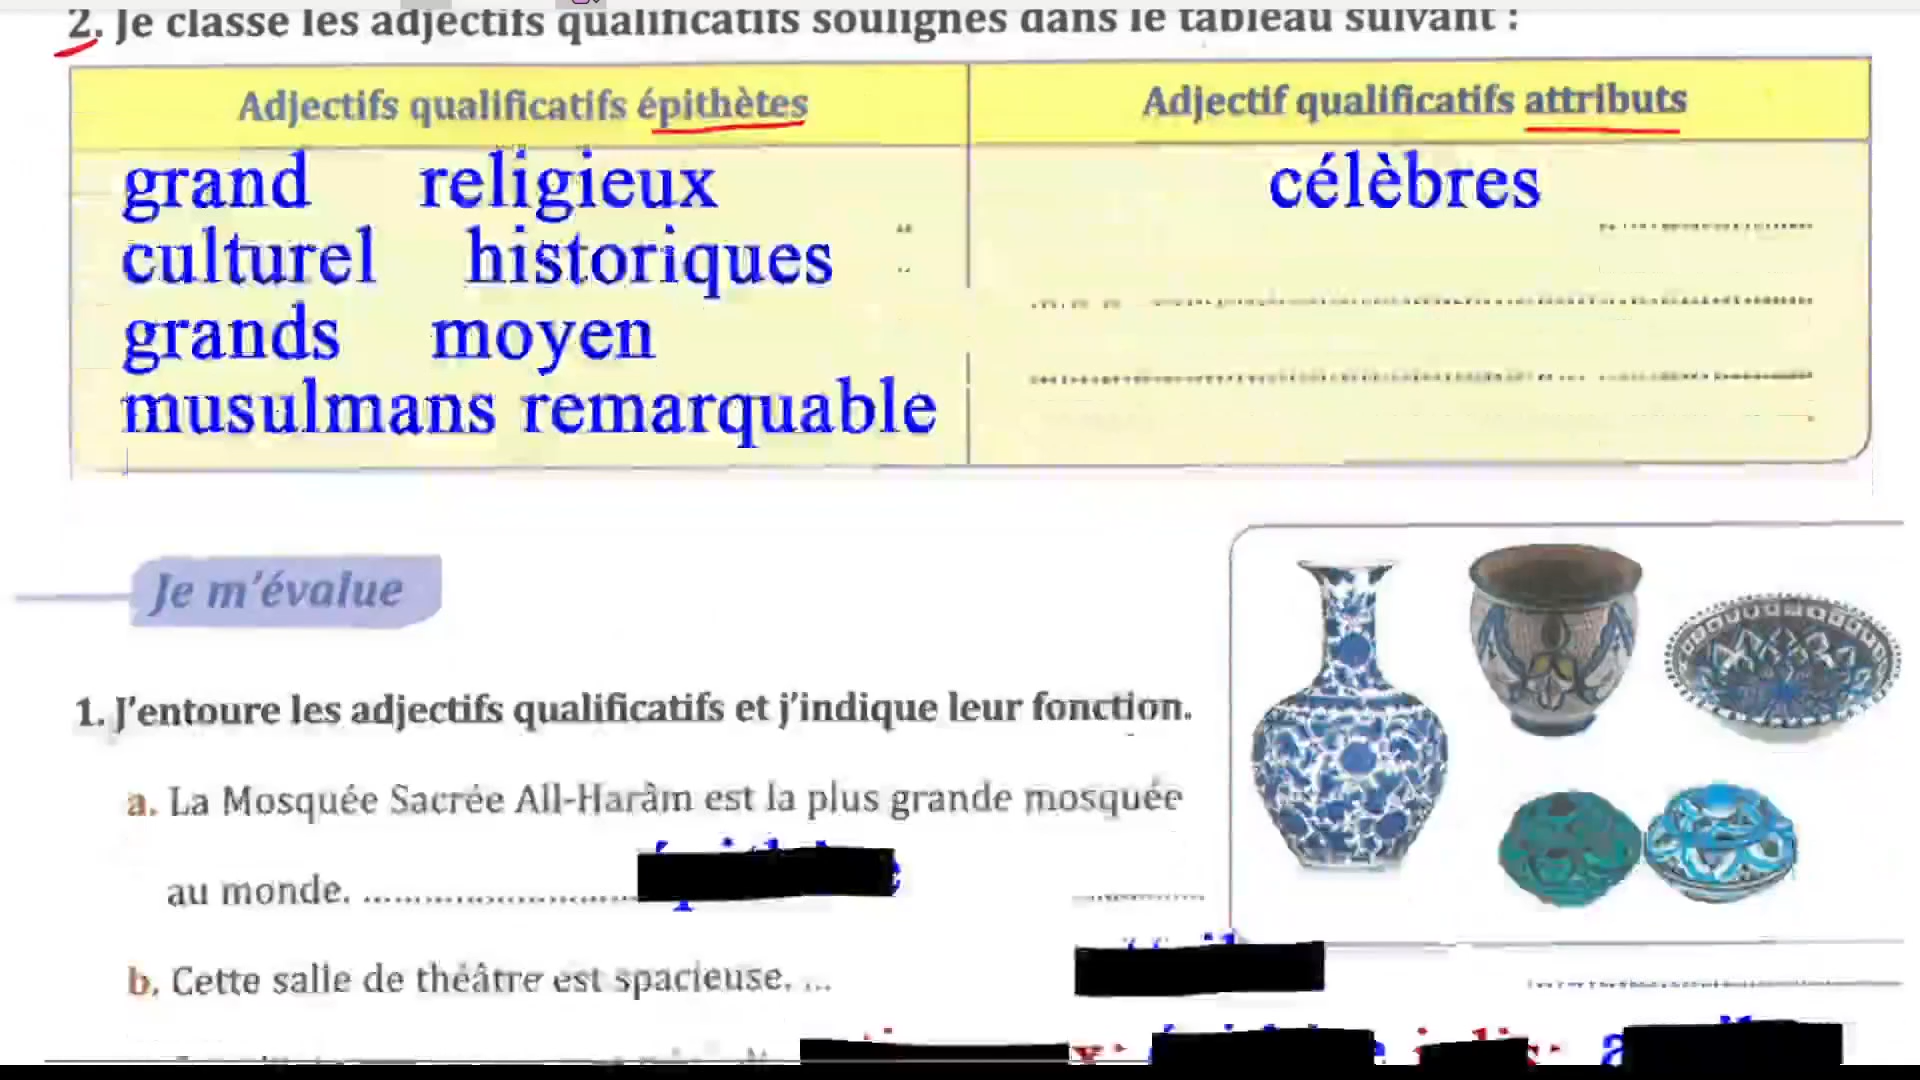 2. Je classe les adjectifs qualificatifs soulignés dans le tableau suivant :
Adjectifs qualificatifs épithètes
Adjectif qualificatifs attributs
grand religieux
célèbres
culturel historiques
grands moyen
musulmans remarquable
Je m'évalue
1. J'entoure les adjectifs qualificatifs et j'indique leur fonction.
a. La Mosquée Sacrée All-Harâm est la plus grande mosquée
au monde. ................................
b. Cette salle de théâtre est spacieuse. ...